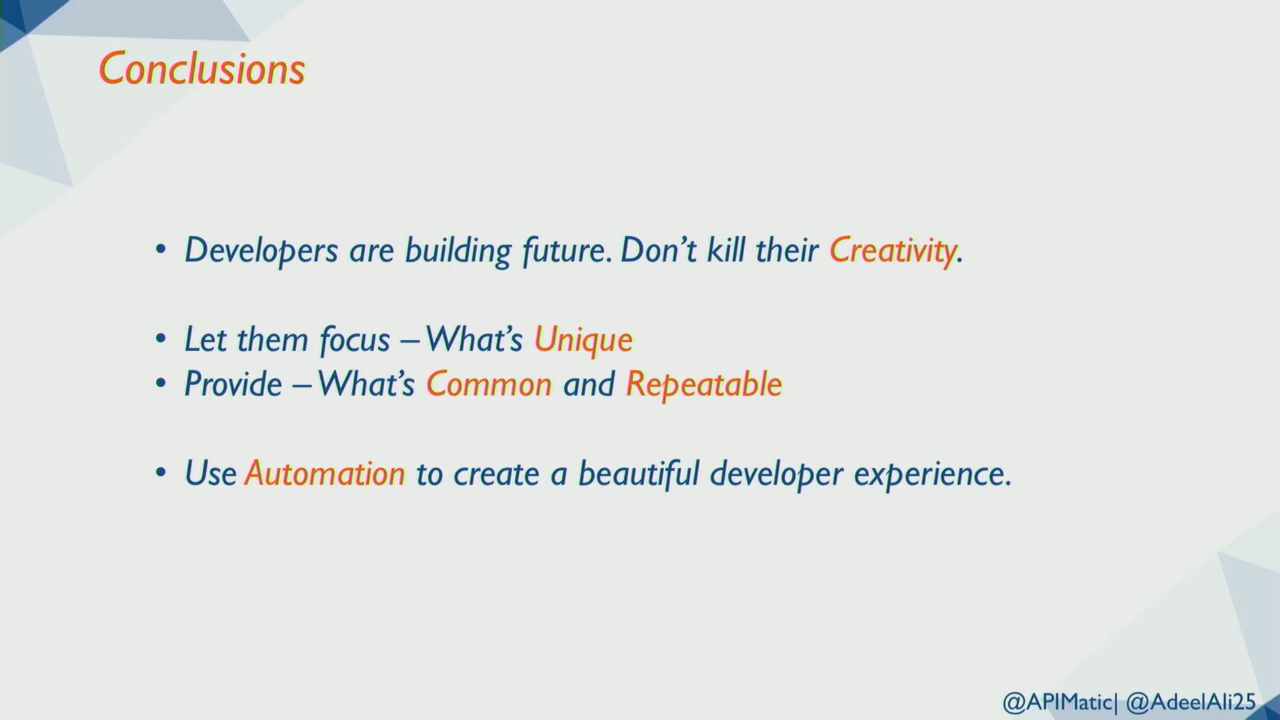 Conclusions
• Developers are building future. Don’t kill their Creativity.
• Let them focus – What’s Unique
• Provide – What’s Common and Repeatable
• Use Automation to create a beautiful developer experience.
@APIMatic| @AdeelAli25